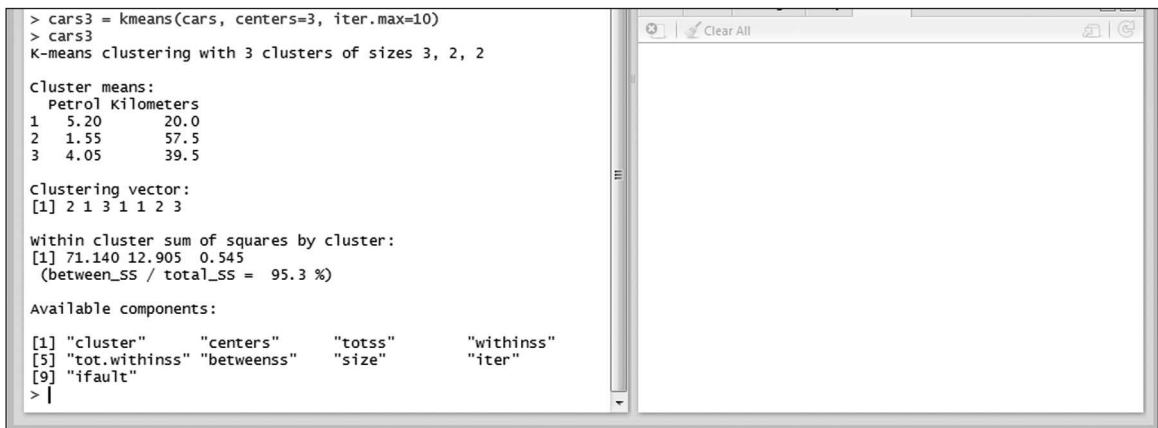 > cars3 = kmeans(cars, centers=3, iter.max=10)
> cars3
K-means clustering with 3 clusters of sizes 3, 2, 2
Cluster means:
  Petrol Kilometers
1   5.20       20.0
2   1.55       57.5
3   4.05       39.5
Clustering vector:
[1] 2 1 3 1 1 2 3
Within cluster sum of squares by cluster:
[1] 71.140 12.905  0.545
 (between_SS / total_SS =  95.3 %)
Available components:
[1] "cluster"      "centers"      "totss"        "withinss"
[5] "tot.withinss" "betweenss"    "size"         "iter"
[9] "ifault"
>
Clear All